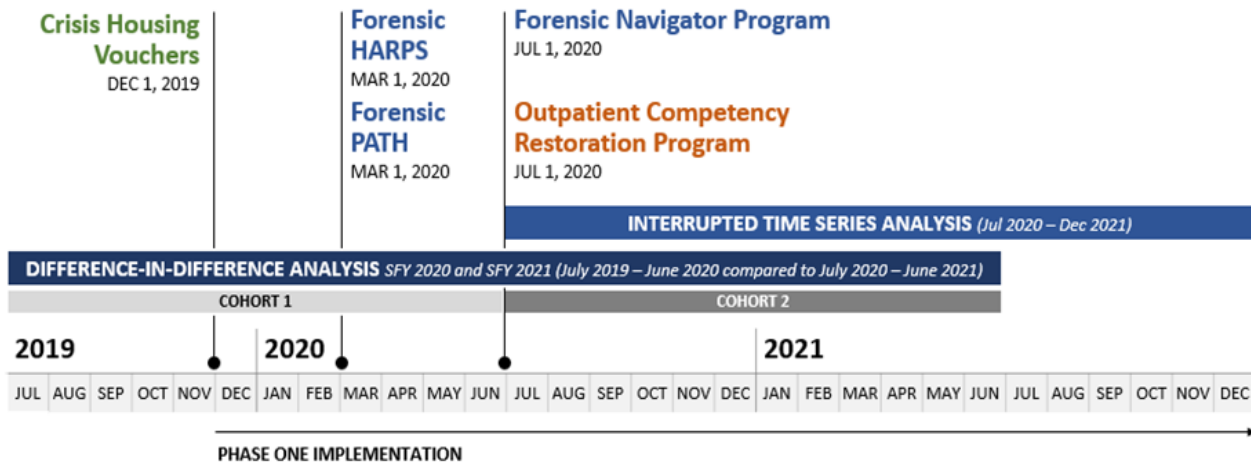 Crisis Housing
Vouchers
DEC 1, 2019
Forensic
HARPS
MAR 1, 2020
Forensic
PATH
MAR 1, 2020
Forensic Navigator Program
JUL 1, 2020
Outpatient Competency
Restoration Program
JUL 1, 2020
INTERRUPTED TIME SERIES ANALYSIS (Jul 2020 – Dec 2021)
DIFFERENCE-IN-DIFFERENCE ANALYSIS SFY 2020 and SFY 2021 (July 2019 – June 2020 compared to July 2020 – June 2021)
COHORT 1 COHORT 2
2019 2020 2021
JUL AUG SEP OCT NOV DEC JAN FEB MAR APR MAY JUN JUL AUG SEP OCT NOV DEC JAN FEB MAR APR MAY JUN JUL AUG SEP OCT NOV DEC
PHASE ONE IMPLEMENTATION